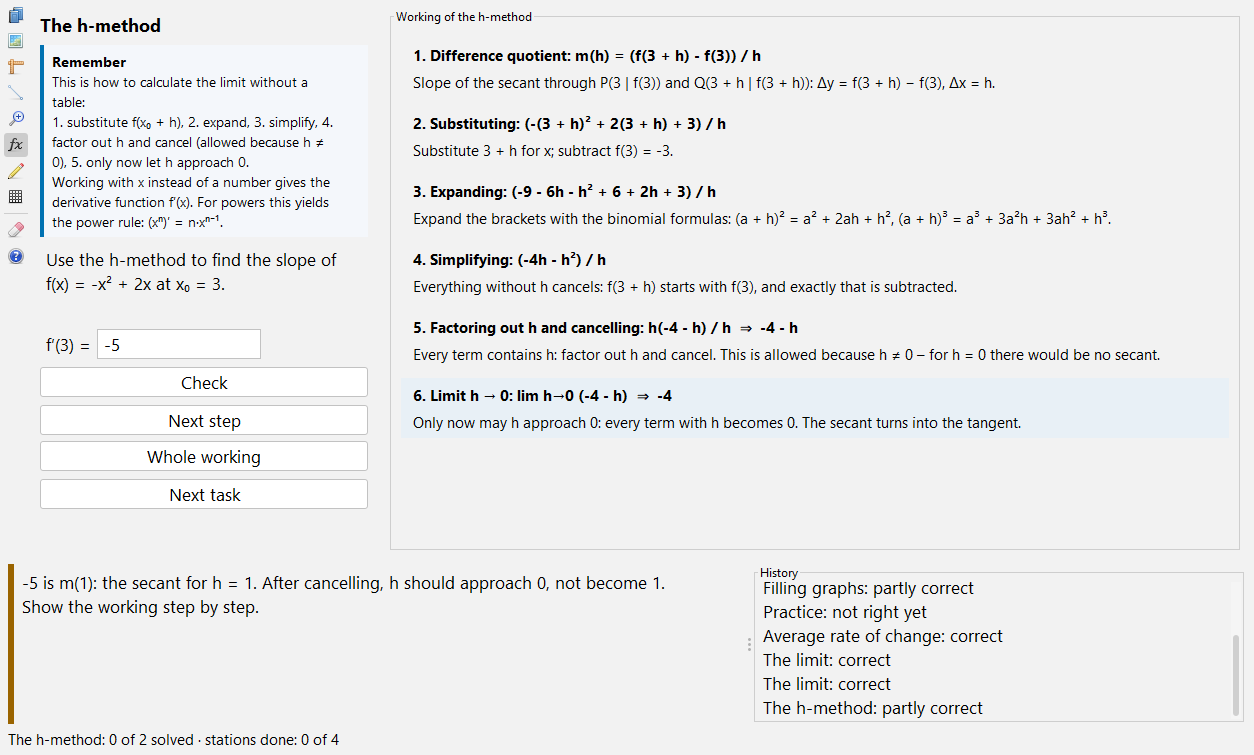 The h-method
Remember
This is how to calculate the limit without a
table:
1. substitute f(x₀ + h), 2. expand, 3. simplify, 4.
factor out h and cancel (allowed because h ≠
0), 5. only now let h approach 0.
Working with x instead of a number gives the
derivative function f'(x). For powers this yields
the power rule: (xⁿ)' = n·xⁿ⁻¹.
Use the h-method to find the slope of
f(x) = -x² + 2x at x₀ = 3.
f'(3) = -5
Check
Next step
Whole working
Next task
Working of the h-method
1. Difference quotient: m(h) = (f(3 + h) - f(3)) / h
Slope of the secant through P(3 | f(3)) and Q(3 + h | f(3 + h)): Δy = f(3 + h) − f(3), Δx = h.
2. Substituting: (-(3 + h)² + 2(3 + h) + 3) / h
Substitute 3 + h for x; subtract f(3) = -3.
3. Expanding: (-9 - 6h - h² + 6 + 2h + 3) / h
Expand the brackets with the binomial formulas: (a + h)² = a² + 2ah + h², (a + h)³ = a³ + 3a²h + 3ah² + h³.
4. Simplifying: (-4h - h²) / h
Everything without h cancels: f(3 + h) starts with f(3), and exactly that is subtracted.
5. Factoring out h and cancelling: h(-4 - h) / h ⇒ -4 - h
Every term contains h: factor out h and cancel. This is allowed because h ≠ 0 – for h = 0 there would be no secant.
6. Limit h → 0: lim h→0 (-4 - h) ⇒ -4
Only now may h approach 0: every term with h becomes 0. The secant turns into the tangent.
-5 is m(1): the secant for h = 1. After cancelling, h should approach 0, not become 1.
Show the working step by step.
History
Filling graphs: partly correct
Practice: not right yet
Average rate of change: correct
The limit: correct
The limit: correct
The h-method: partly correct
The h-method: 0 of 2 solved · stations done: 0 of 4